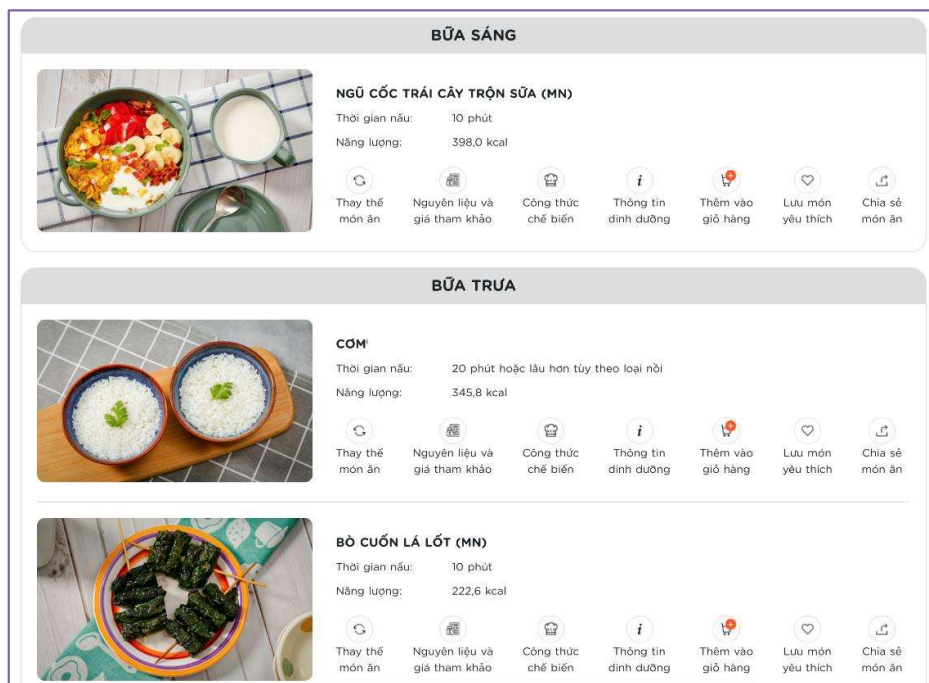 BỮA SÁNG
NGŨ CỐC TRÁI CÂY TRỘN SỮA (MN)
Thời gian nấu: 10 phút
Năng lượng: 398,0 kcal
Thay thế món ăn
Nguyên liệu và giá tham khảo
Công thức chế biến
Thông tin dinh dưỡng
Thêm vào giỏ hàng
Lưu món yêu thích
Chia sẻ món ăn
BỮA TRƯA
CƠM
Thời gian nấu: 20 phút hoặc lâu hơn tùy theo loại nồi
Năng lượng: 345,8 kcal
Thay thế món ăn
Nguyên liệu và giá tham khảo
Công thức chế biến
Thông tin dinh dưỡng
Thêm vào giỏ hàng
Lưu món yêu thích
Chia sẻ món ăn
BÒ CUỐN LÁ LỐT (MN)
Thời gian nấu: 10 phút
Năng lượng: 222,6 kcal
Thay thế món ăn
Nguyên liệu và giá tham khảo
Công thức chế biến
Thông tin dinh dưỡng
Thêm vào giỏ hàng
Lưu món yêu thích
Chia sẻ món ăn